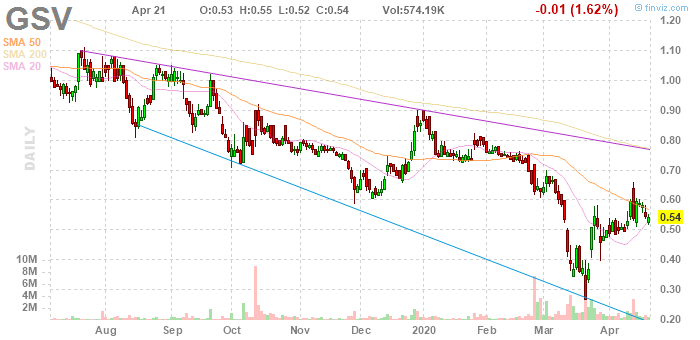 GSV
Apr 21
O:0.53 H:0.55 L:0.52 C:0.54
Vol:574.19K
-0.01 (1.62%)
© finviz.com
SMA 50
SMA 200
SMA 20
DAILY
1.20
1.10
1.00
0.90
0.80
0.70
0.60
0.54
0.50
0.40
0.30
0.20
10M
8M
6M
4M
2M
Aug
Sep
Oct
Nov
Dec
2020
Feb
Mar
Apr